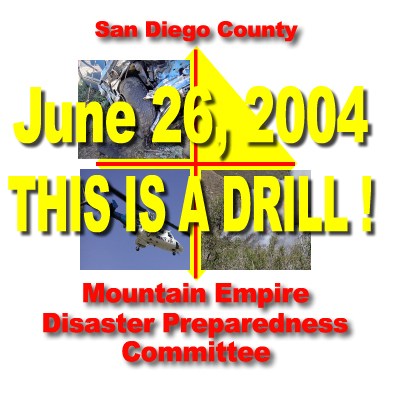 San Diego County
June 26, 2004
THIS IS A DRILL !
Mountain Empire
Disaster Preparedness
Committee